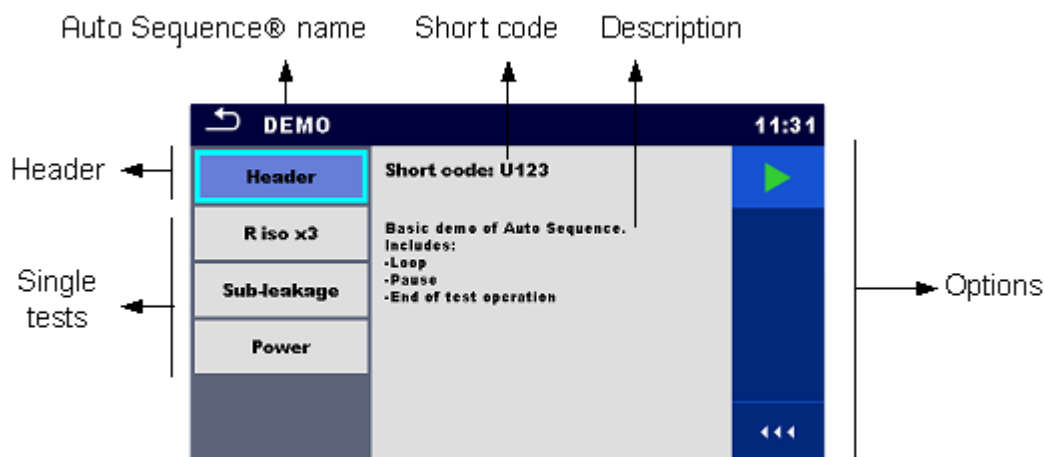 Auto Sequence® name Short code Description
DEMO 11:31
Header
Header
Short code: U123
R iso x3
Basic demo of Auto Sequence.
Includes:
-Loop
-Pause
-End of test operation
Single
tests
Sub-leakage
Power
Options